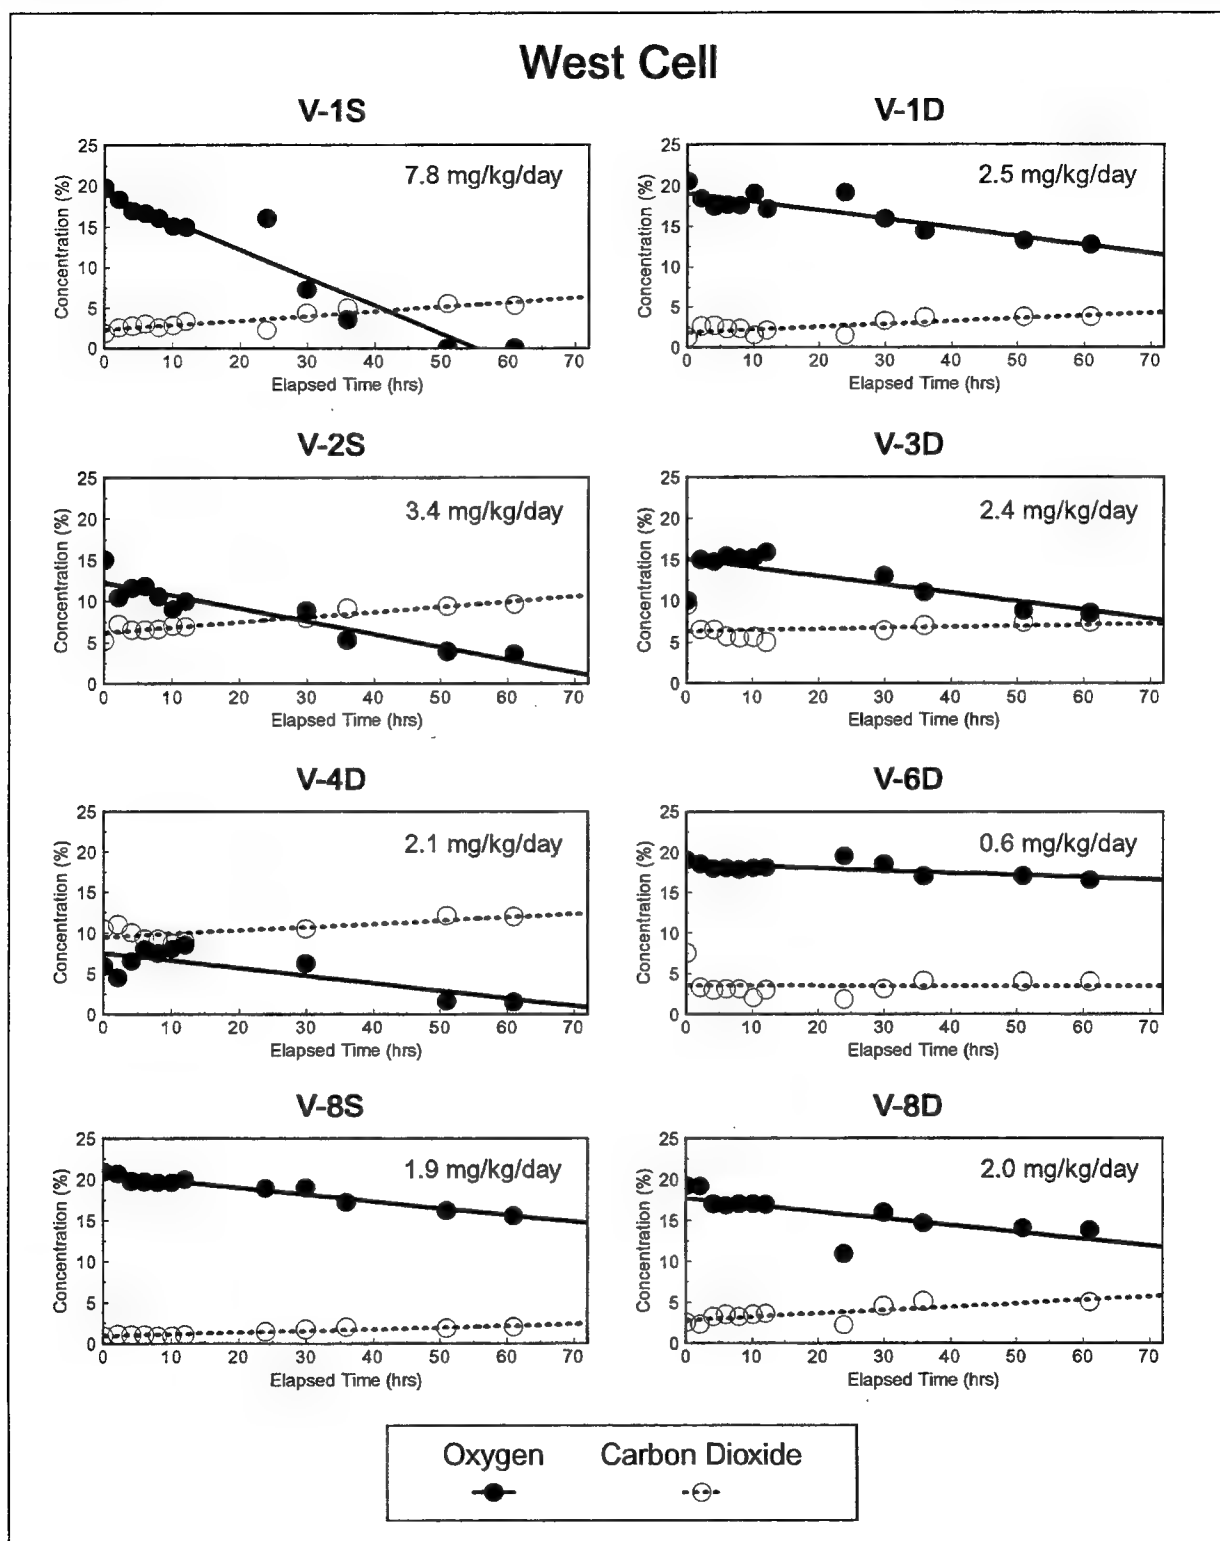 West Cell
V-1S
25
20
15
10
5
0
Concentration (%)
7.8 mg/kg/day
0 10 20 30 40 50 60 70
Elapsed Time (hrs)
V-1D
25
20
15
10
5
0
Concentration (%)
2.5 mg/kg/day
0 10 20 30 40 50 60 70
Elapsed Time (hrs)
V-2S
25
20
15
10
5
0
Concentration (%)
3.4 mg/kg/day
0 10 20 30 40 50 60 70
Elapsed Time (hrs)
V-3D
25
20
15
10
5
0
Concentration (%)
2.4 mg/kg/day
0 10 20 30 40 50 60 70
Elapsed Time (hrs)
V-4D
25
20
15
10
5
0
Concentration (%)
2.1 mg/kg/day
0 10 20 30 40 50 60 70
Elapsed Time (hrs)
V-6D
25
20
15
10
5
0
Concentration (%)
0.6 mg/kg/day
0 10 20 30 40 50 60 70
Elapsed Time (hrs)
V-8S
25
20
15
10
5
0
Concentration (%)
1.9 mg/kg/day
0 10 20 30 40 50 60 70
Elapsed Time (hrs)
V-8D
25
20
15
10
5
0
Concentration (%)
2.0 mg/kg/day
0 10 20 30 40 50 60 70
Elapsed Time (hrs)
Oxygen Carbon Dioxide